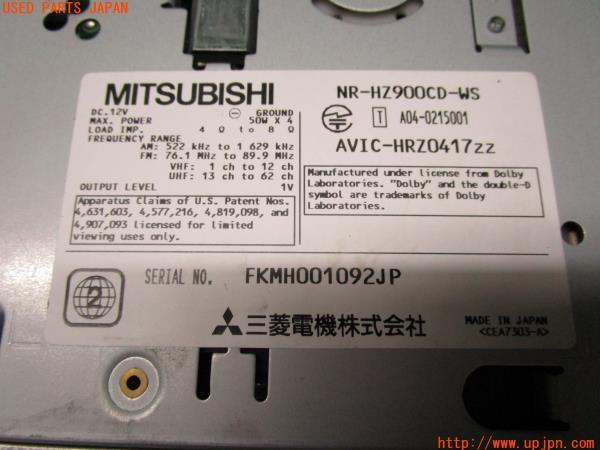 USED PARTS JAPAN
MITSUBISHI
NR-HZ900CD-WS
DC.12V ⊖ GROUND
MAX. POWER 50W X 4
LOAD IMP. 4Ω to 8Ω
FREQUENCY RANGE
AM: 522 kHz to 1 629 kHz
FM: 76.1 MHz to 89.9 MHz
VHF: 1 ch to 12 ch
UHF: 13 ch to 62 ch
OUTPUT LEVEL 1V
T A04-0215001
AVIC-HRZ0417zz
Apparatus Claims of U.S. Patent Nos.
4,631,603, 4,577,216, 4,819,098, and
4,907,093 licensed for limited
viewing uses only.
Manufactured under license from Dolby
Laboratories. "Dolby" and the double-D
symbol are trademarks of Dolby
Laboratories.
2
SERIAL NO. FKMH001092JP
三菱電機株式会社
MADE IN JAPAN
<CEA7303-A>
http://www.upjpn.com/